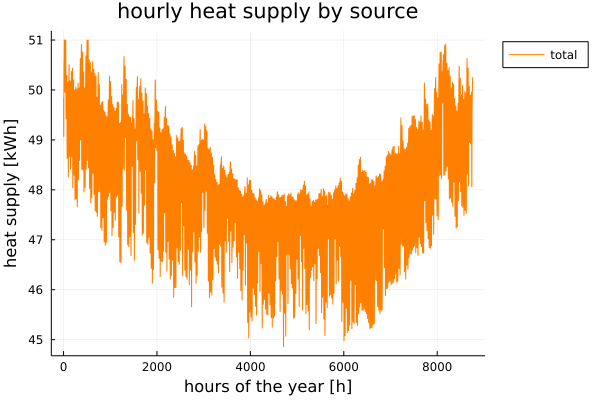 hourly heat supply by source
total
heat supply [kWh]
51
50
49
48
47
46
45
0 2000 4000 6000 8000
hours of the year [h]